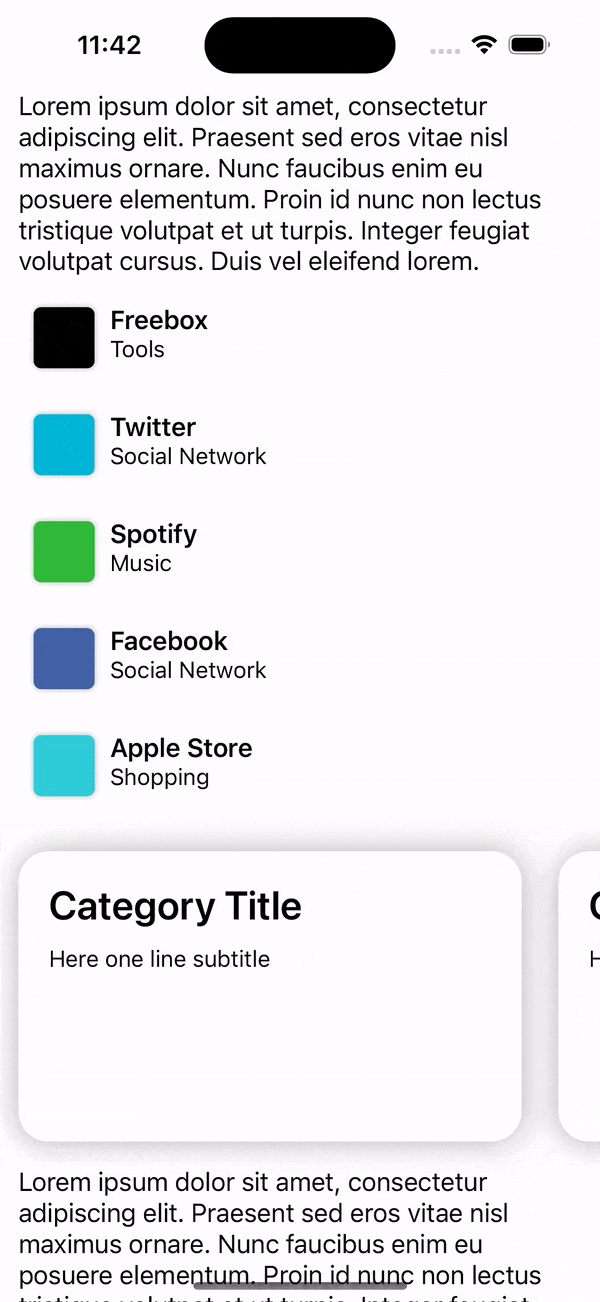 11:42
Lorem ipsum dolor sit amet, consectetur
adipiscing elit. Praesent sed eros vitae nisl
maximus ornare. Nunc faucibus enim eu
posuere elementum. Proin id nunc non lectus
tristique volutpat et ut turpis. Integer feugiat
volutpat cursus. Duis vel eleifend lorem.
Freebox
Tools
Twitter
Social Network
Spotify
Music
Facebook
Social Network
Apple Store
Shopping
Category Title
Here one line subtitle
Lorem ipsum dolor sit amet, consectetur
adipiscing elit. Praesent sed eros vitae nisl
maximus ornare. Nunc faucibus enim eu
posuere elementum. Proin id nunc non lectus